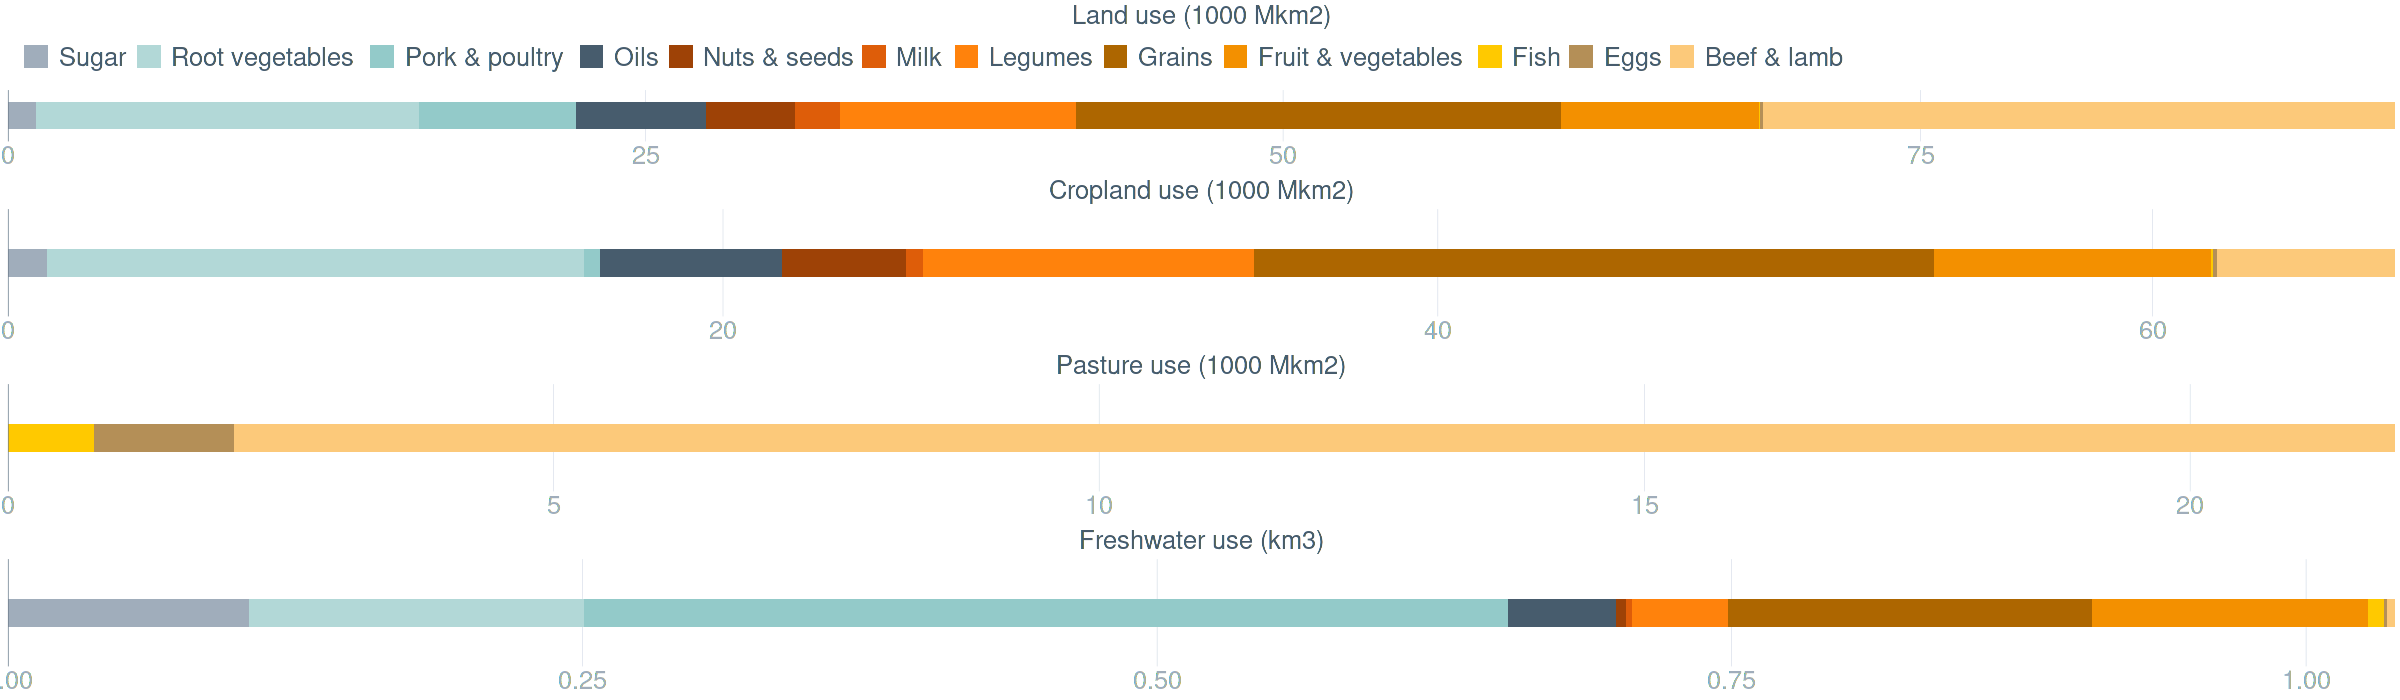 Land use (1000 Mkm2)
Sugar Root vegetables Pork & poultry Oils Nuts & seeds Milk Legumes Grains Fruit & vegetables Fish Eggs Beef & lamb
0 25 50 75
Cropland use (1000 Mkm2)
0 20 40 60
Pasture use (1000 Mkm2)
0 5 10 15 20
Freshwater use (km3)
.00 0.25 0.50 0.75 1.00